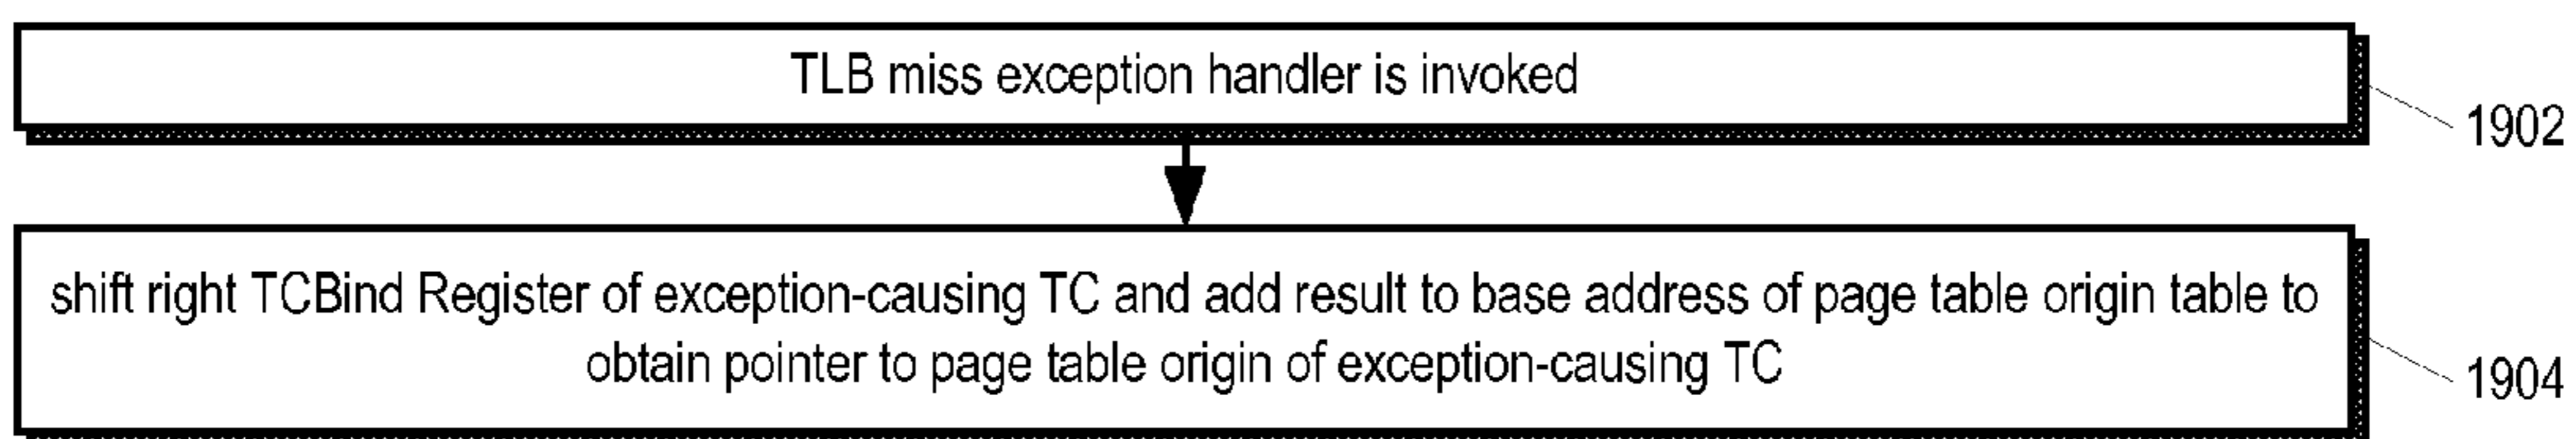 TLB miss exception handler is invoked
1902
shift right TCBind Register of exception-causing TC and add result to base address of page table origin table to
obtain pointer to page table origin of exception-causing TC
1904